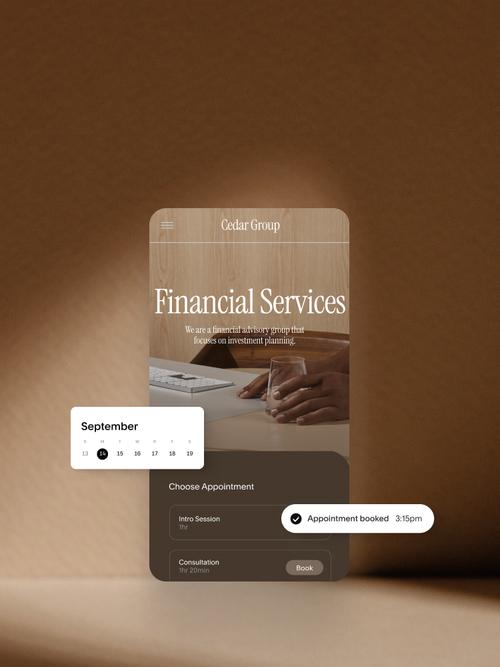 Cedar Group
Financial Services
We are a financial advisory group that
focuses on investment planning.
September
S M T W T F S
13 14 15 16 17 18 19
Choose Appointment
Intro Session
1hr
Appointment booked 3:15pm
Consultation
1hr 20min
Book